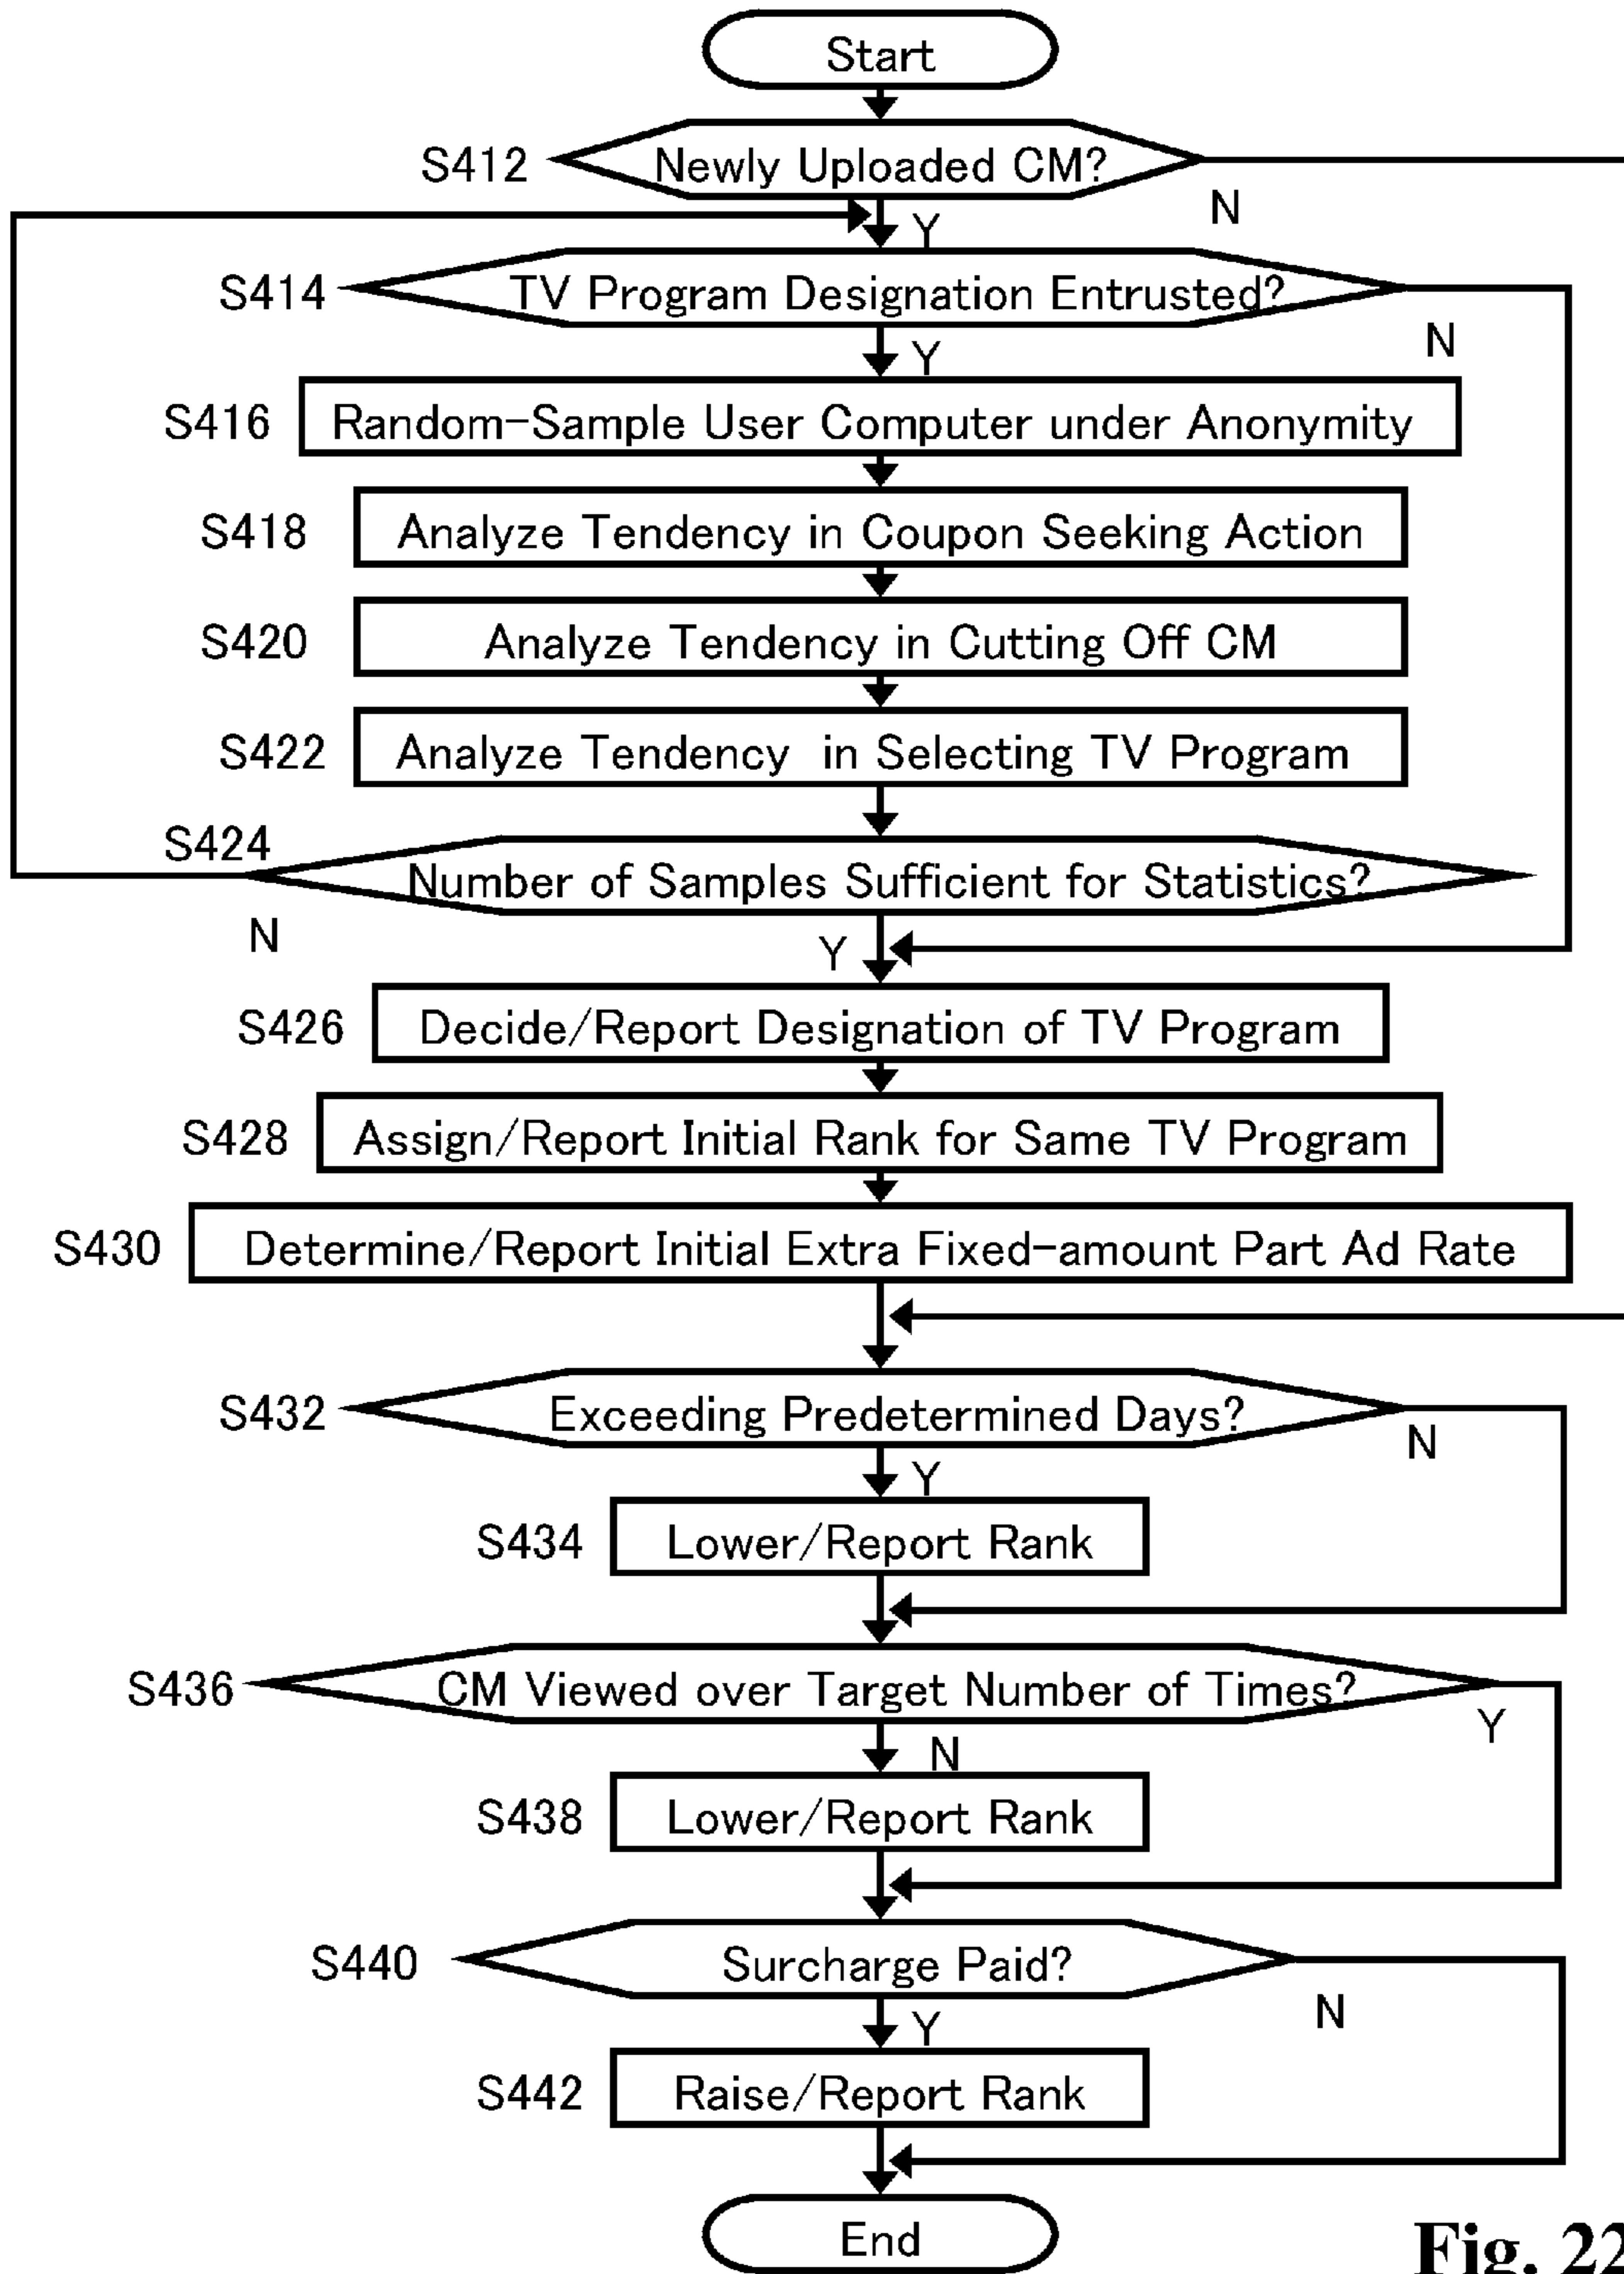 Start
S412
Newly Uploaded CM?
N
Y
S414
TV Program Designation Entrusted?
N
Y
S416
Random-Sample User Computer under Anonymity
S418
Analyze Tendency in Coupon Seeking Action
S420
Analyze Tendency in Cutting Off CM
S422
Analyze Tendency in Selecting TV Program
S424
Number of Samples Sufficient for Statistics?
N
Y
S426
Decide/Report Designation of TV Program
S428
Assign/Report Initial Rank for Same TV Program
S430
Determine/Report Initial Extra Fixed-amount Part Ad Rate
S432
Exceeding Predetermined Days?
N
Y
S434
Lower/Report Rank
S436
CM Viewed over Target Number of Times?
Y
N
S438
Lower/Report Rank
S440
Surcharge Paid?
N
Y
S442
Raise/Report Rank
End
Fig. 22